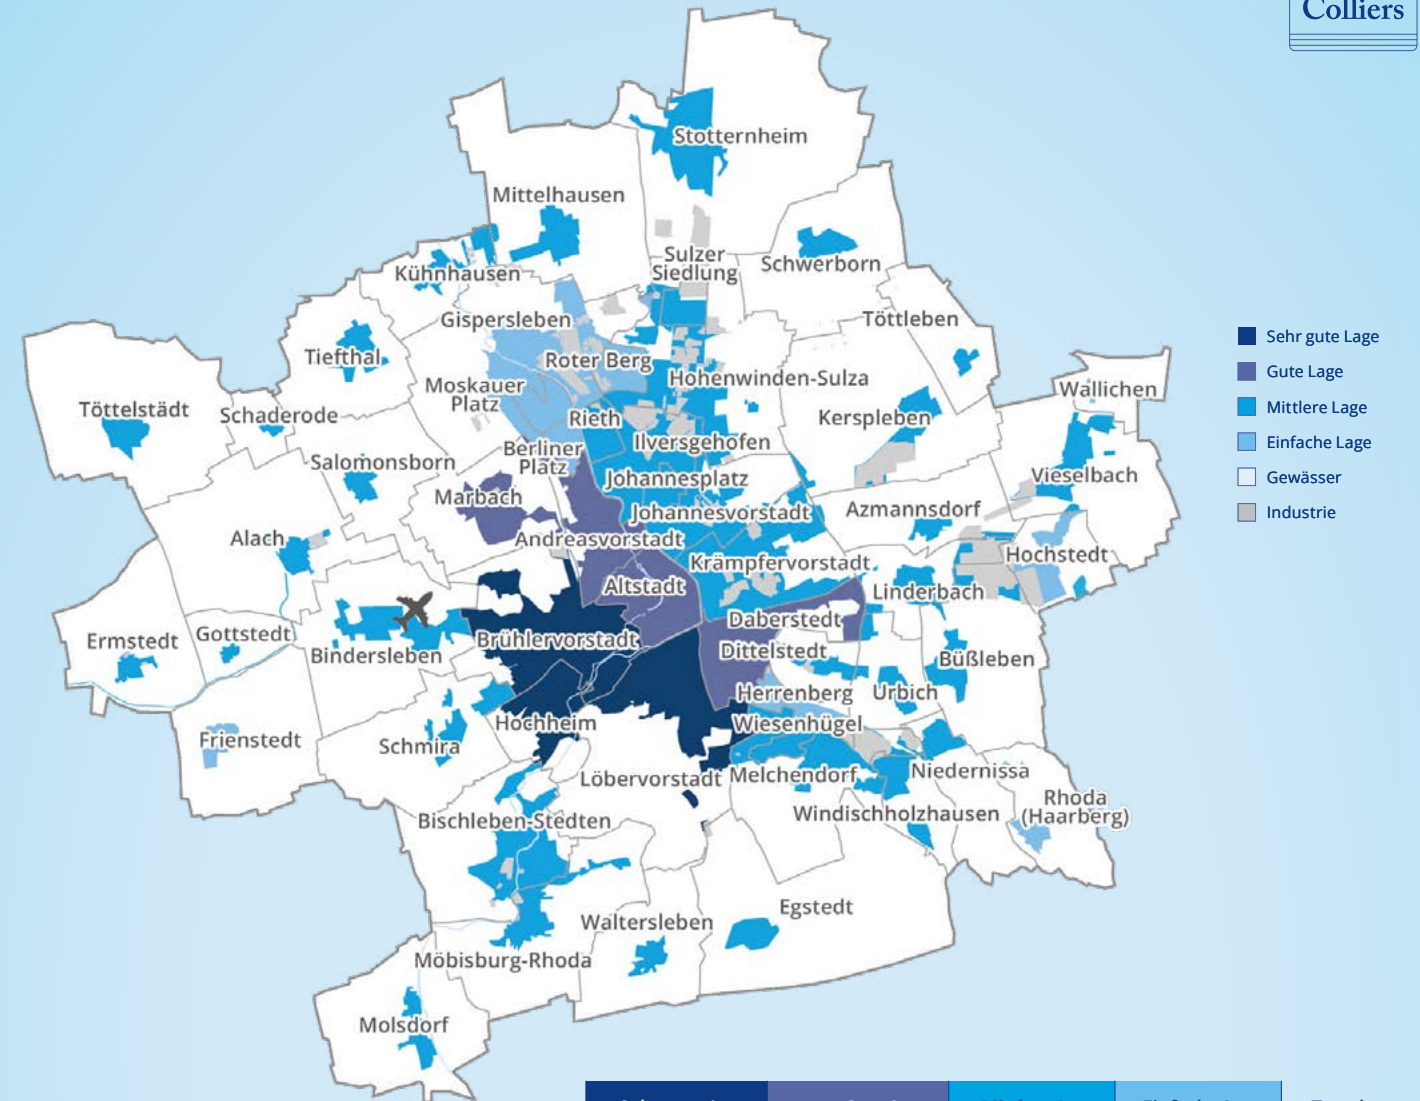 Colliers
Stotternheim
Mittelhausen
Sulzer
Siedlung
Schwerborn
Kühnhausen
Gispersleben
Töttleben
Tiefthal
Roter Berg
Hohenwinden-Sulza
Moskauer
Platz
Wallichen
Töttelstädt
Schaderode
Rieth
Kerspleben
Ilversgehofen
Berliner
Platz
Salomonsborn
Johannesplatz
Vieselbach
Marbach
Johannesvorstadt
Azmannsdorf
Alach
Andreasvorstadt
Krämpfervorstadt
Hochstedt
Altstadt
Linderbach
Daberstedt
Ermstedt
Gottstedt
Bindersleben
Brühlervorstadt
Dittelstedt
Büßleben
Herrenberg
Urbich
Frienstedt
Schmira
Hochheim
Wiesenhügel
Löbervorstadt
Melchendorf
Niedernissa
Windischholzhausen
Rhoda
(Haarberg)
Bischleben-Stedten
Egstedt
Waltersleben
Möbisburg-Rhoda
Molsdorf
Sehr gute Lage
Gute Lage
Mittlere Lage
Einfache Lage
Gewässer
Industrie